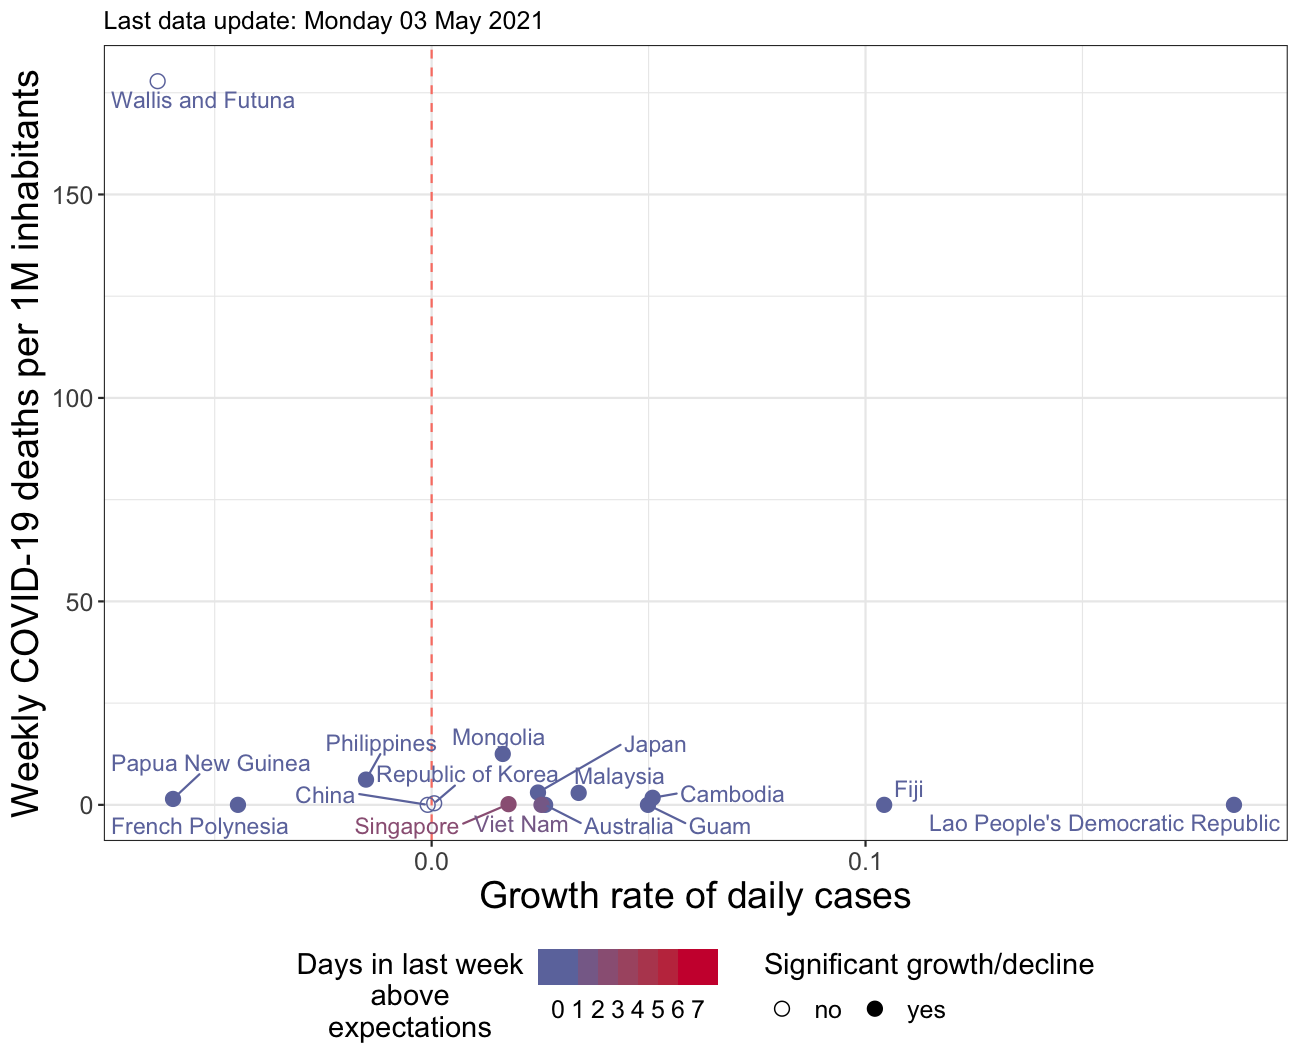 Last data update: Monday 03 May 2021
Weekly COVID-19 deaths per 1M inhabitants
150
100
50
0
Wallis and Futuna
Philippines
Mongolia
Japan
Papua New Guinea
Republic of Korea
Malaysia
China
Cambodia
Fiji
French Polynesia
Singapore
Viet Nam
Australia
Guam
Lao People's Democratic Republic
0.0
0.1
Growth rate of daily cases
Days in last week
above
expectations
0 1 2 3 4 5 6 7
Significant growth/decline
no
yes